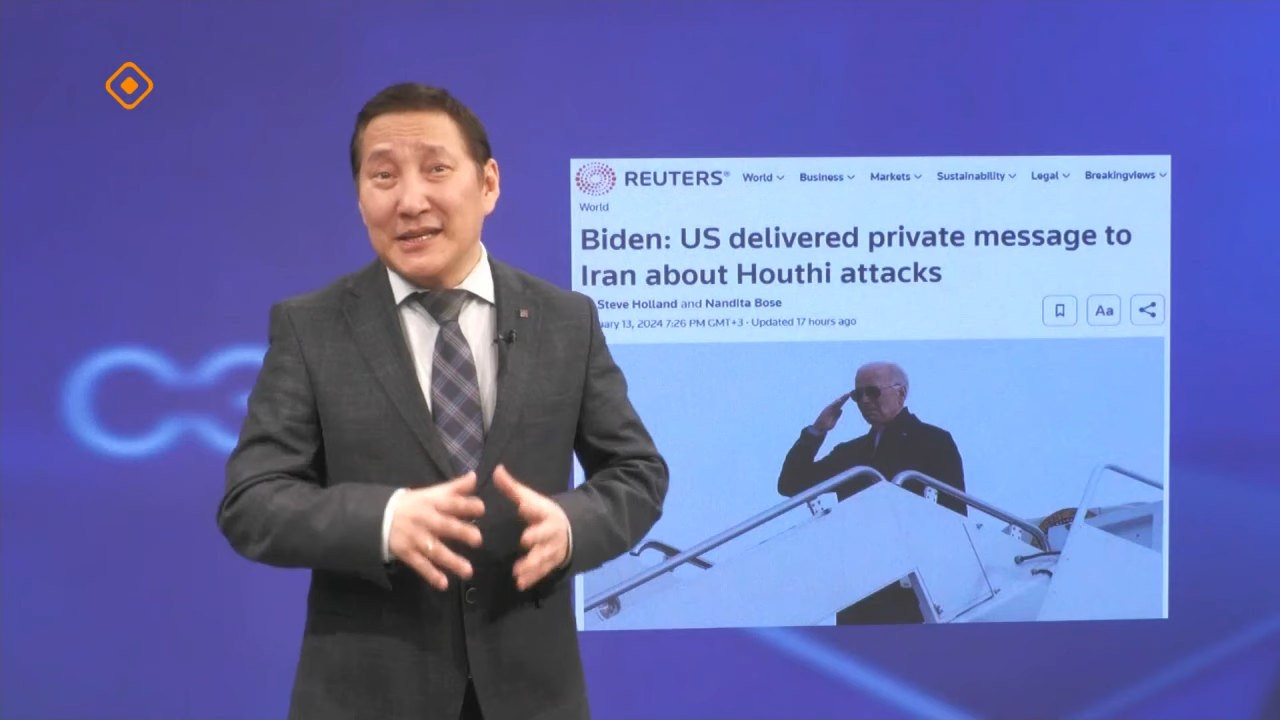 REUTERS®
World Business Markets Sustainability Legal Breakingviews
World
Biden: US delivered private message to
Iran about Houthi attacks
Steve Holland and Nandita Bose
13, 2024 7:26 PM GMT+3 · Updated 17 hours ago
Aa